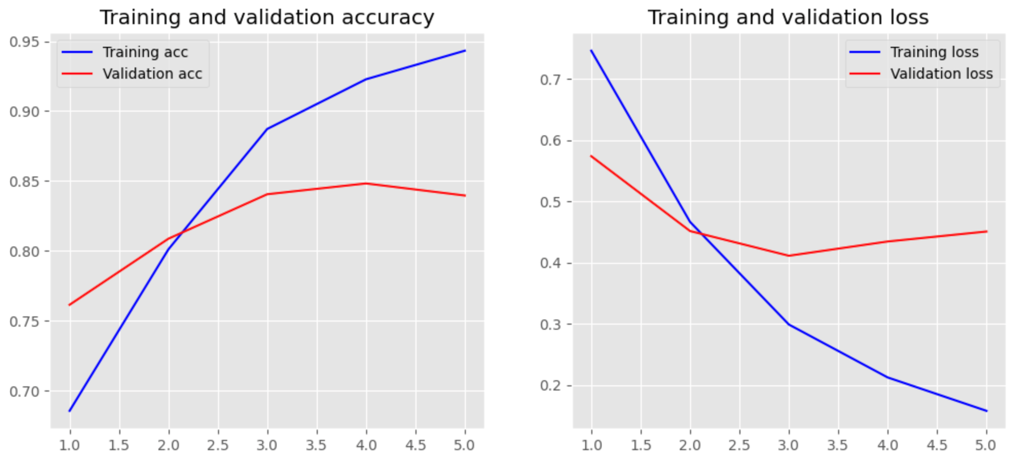 Training and validation accuracy
Training acc
Validation acc
0.95
0.90
0.85
0.80
0.75
0.70
1.0 1.5 2.0 2.5 3.0 3.5 4.0 4.5 5.0
Training and validation loss
Training loss
Validation loss
0.7
0.6
0.5
0.4
0.3
0.2
1.0 1.5 2.0 2.5 3.0 3.5 4.0 4.5 5.0